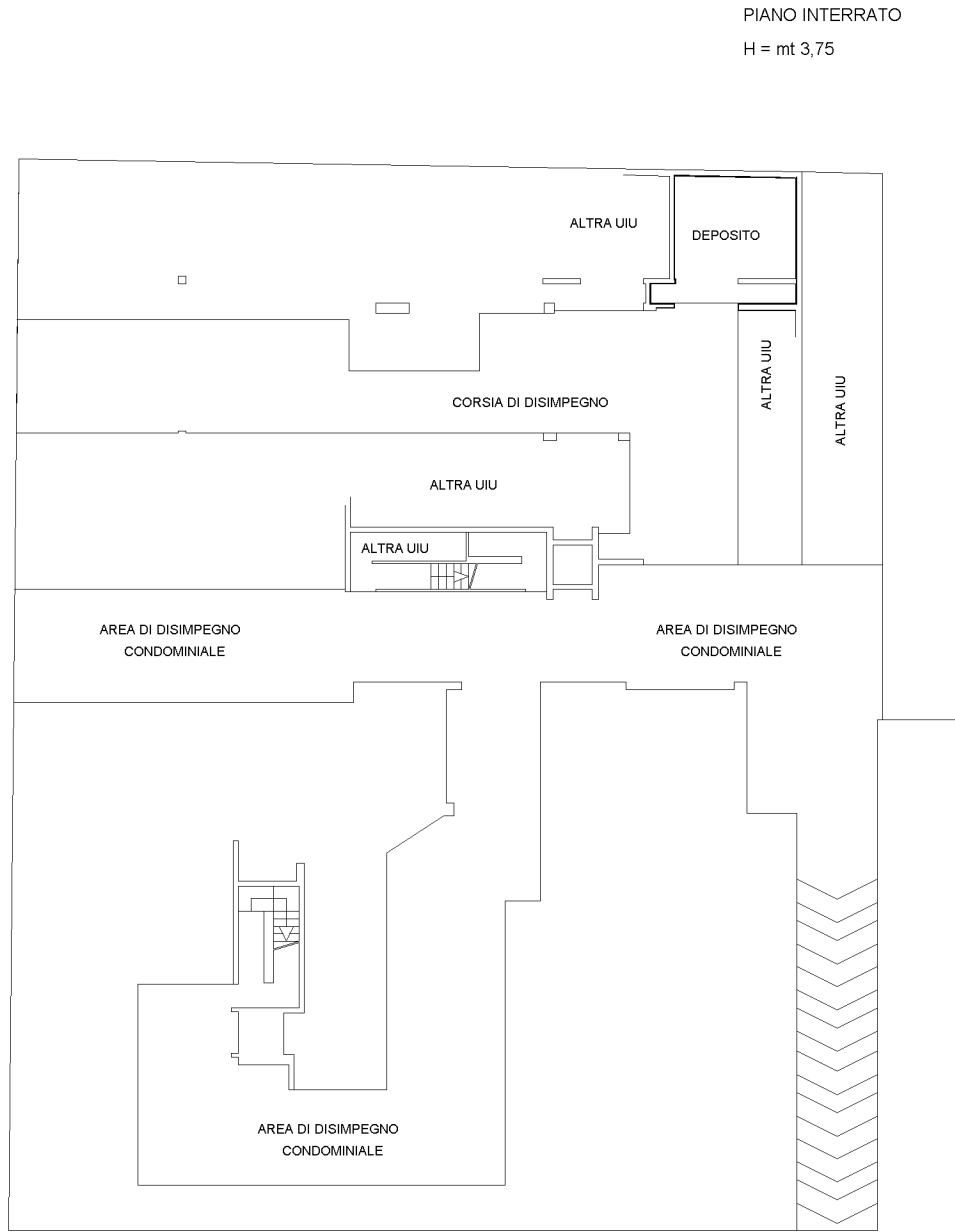 PIANO INTERRATO
H = mt 3,75
ALTRA UIU
DEPOSITO
ALTRA UIU
ALTRA UIU
CORSIA DI DISIMPEGNO
ALTRA UIU
ALTRA UIU
AREA DI DISIMPEGNO
CONDOMINIALE
AREA DI DISIMPEGNO
CONDOMINIALE
AREA DI DISIMPEGNO
CONDOMINIALE